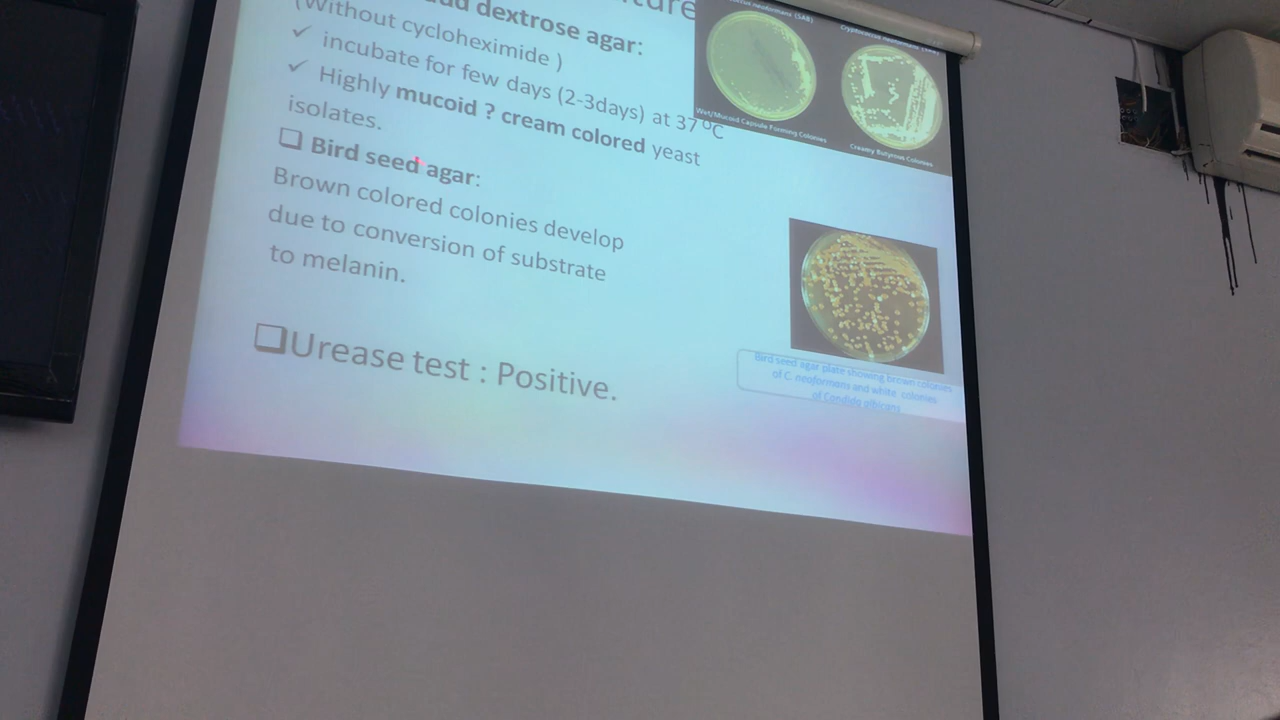 dextrose agar:
(Without cycloheximide )
✓ incubate for few days (2-3days) at 37 ºC
✓ Highly mucoid ? cream colored yeast
isolates.
❑ Bird seed agar:
Brown colored colonies develop
due to conversion of substrate
to melanin.
❑Urease test : Positive.
(SAB)
Wet/Mucoid Capsule Forming Colonies
Creamy Butyrous Colonies
Bird seed agar plate showing brown colonies
of C. neoformans and white colonies
of Candida albicans